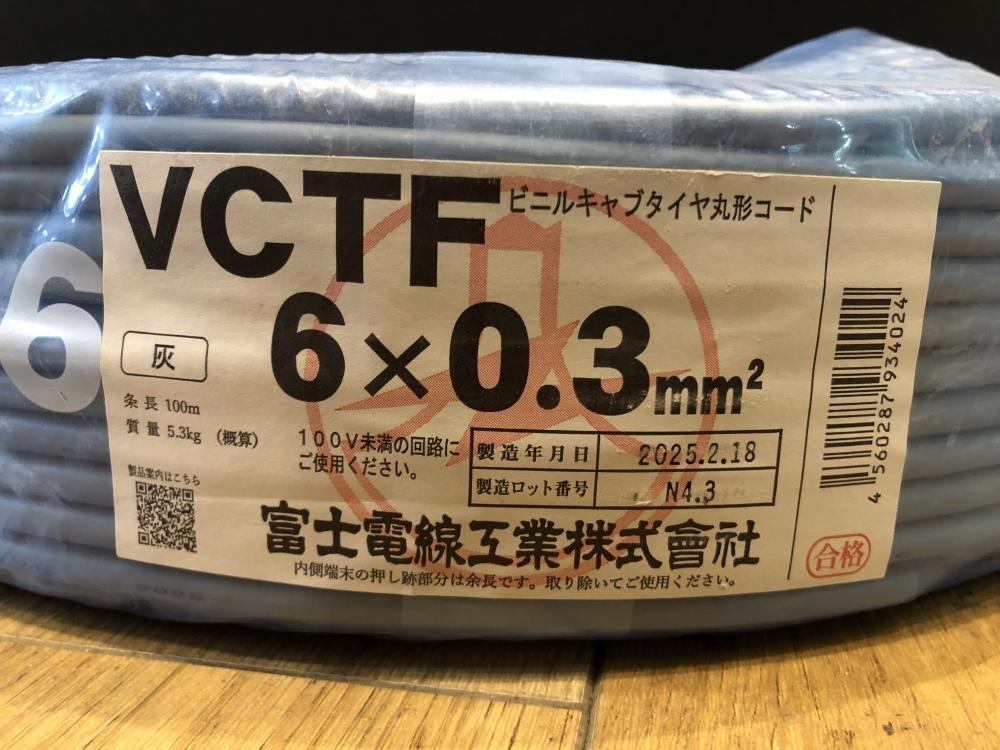 VCTF ビニルキャブタイヤ丸形コード
6×0.3mm²
6
灰
条長 100m
質量 5.3kg (概算)
100V未満の回路に
ご使用ください。
製造年月日 2025.2.18
製造ロット番号 N4.3
製品案内はこちら
富士電線工業株式會社
内側端末の押し跡部分は余長です。取り除いてご使用ください。
4560287934024
合格